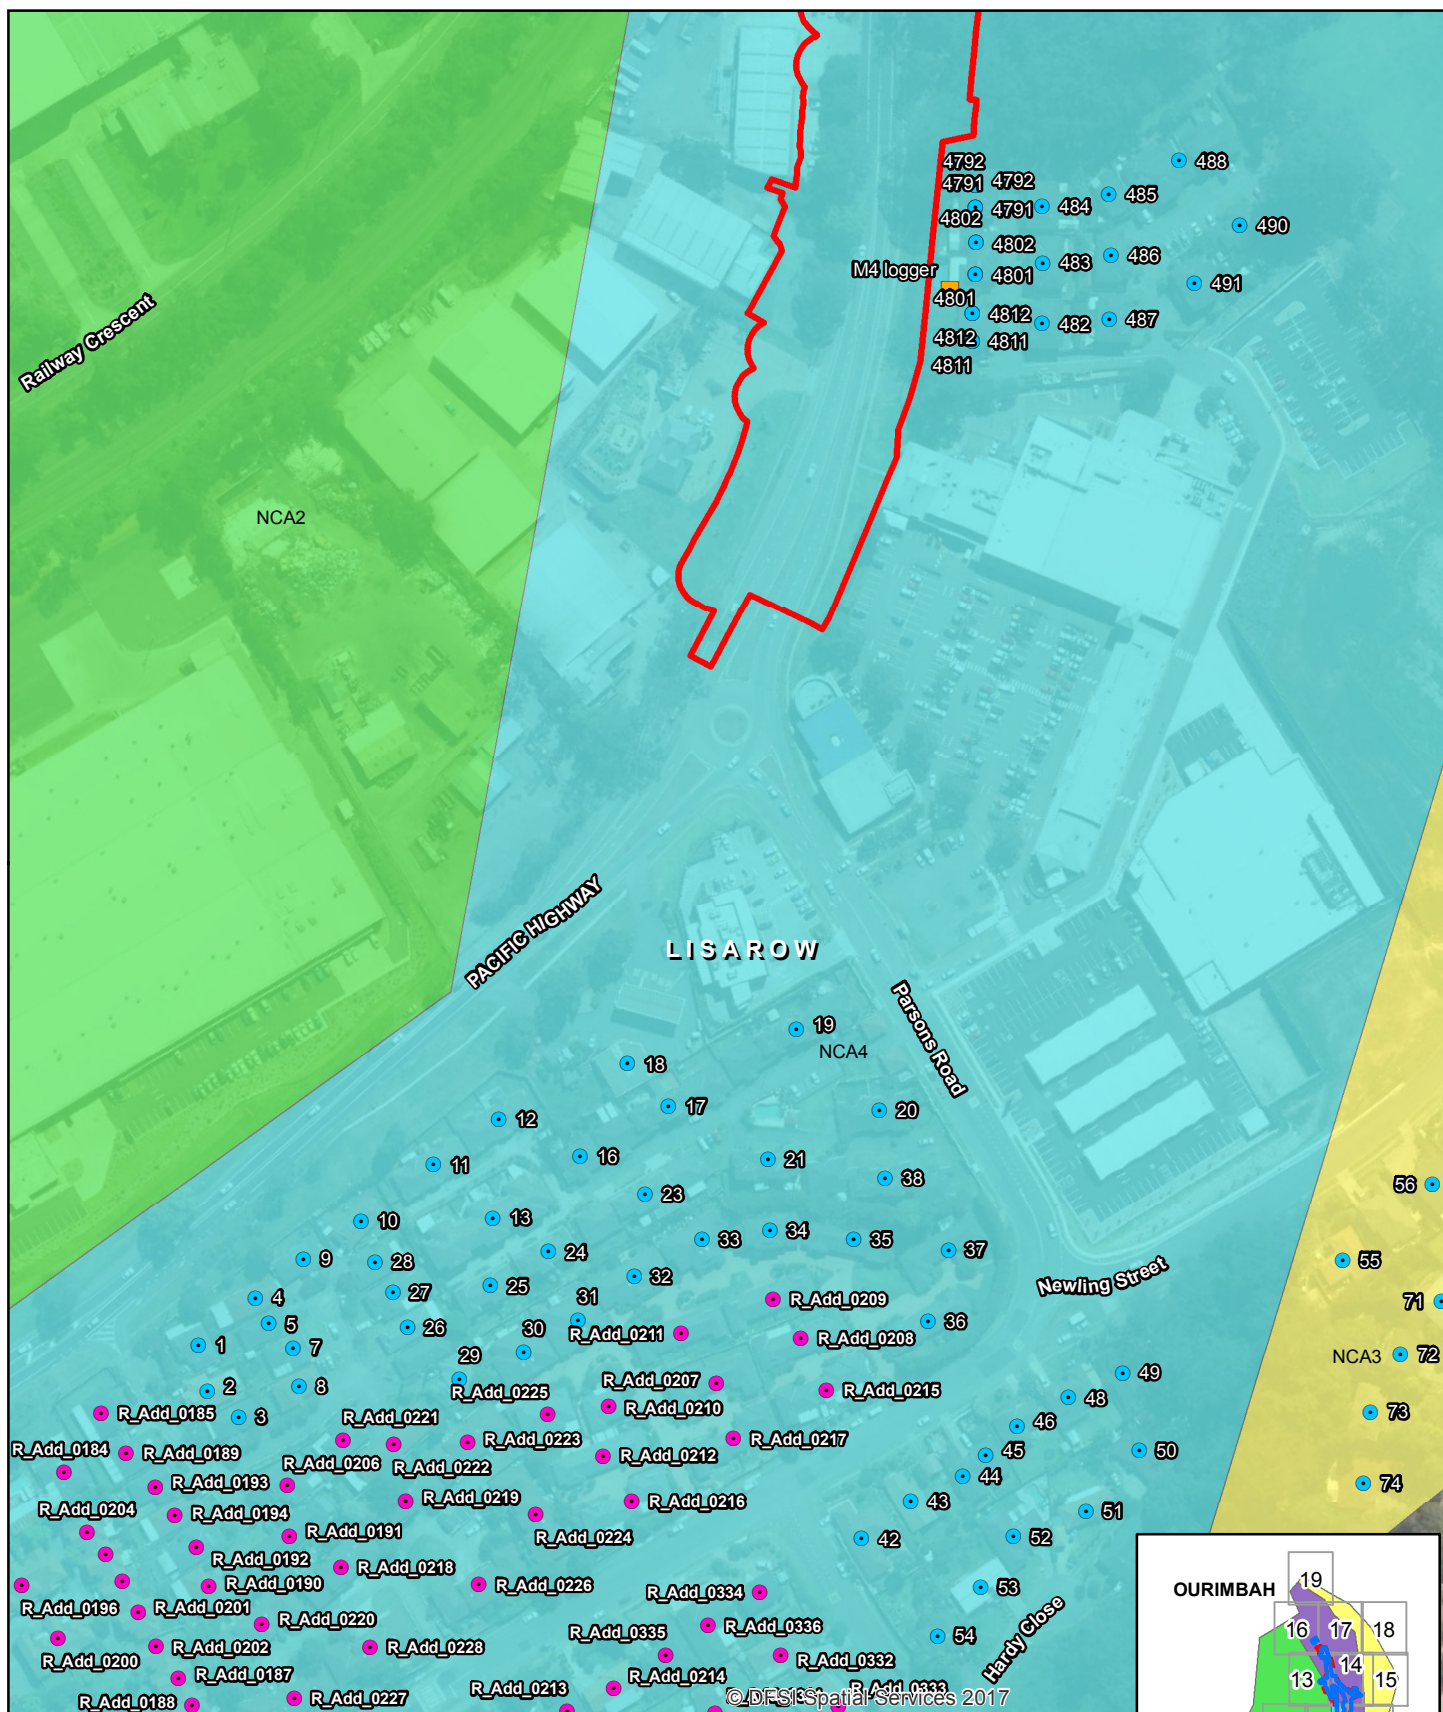 4792
4791 4792
4791
4802
4802
488
485
484
490
486
483
M4 logger
4801
491
4801
4812
482
487
4812 4811
4811
Railway Crescent
NCA2
PACIFIC HIGHWAY
LISAROW
Parsons Road
19
NCA4
18
17
20
12
16
21
11
38
56
23
10
13
34
33
35
37
9
28
24
55
Newling Street
32
25
27
4
31
R_Add_0209
71
5
26
30
R_Add_0211
R_Add_0208
36
1
7
29
NCA3 72
2
8
R_Add_0225
R_Add_0207
R_Add_0215
49
48
R_Add_0185
3
R_Add_0221
R_Add_0210
73
46
R_Add_0184
R_Add_0189
R_Add_0223
R_Add_0217
50
R_Add_0206
R_Add_0222
R_Add_0212
45
44
R_Add_0193
74
R_Add_0204
R_Add_0194
R_Add_0219
R_Add_0216
43
51
R_Add_0191
R_Add_0224
42
52
R_Add_0192
R_Add_0218
R_Add_0190
R_Add_0226
R_Add_0334
53
R_Add_0196
R_Add_0201
R_Add_0220
R_Add_0335
R_Add_0336
54
R_Add_0200
R_Add_0202
R_Add_0228
R_Add_0332
Hardy Close
R_Add_0187
R_Add_0214
R_Add_0213
R_Add_0188
R_Add_0227
R_Add_0333
© DFSI Spatial Services 2017
OURIMBAH
19
16 17 18
13 14 15